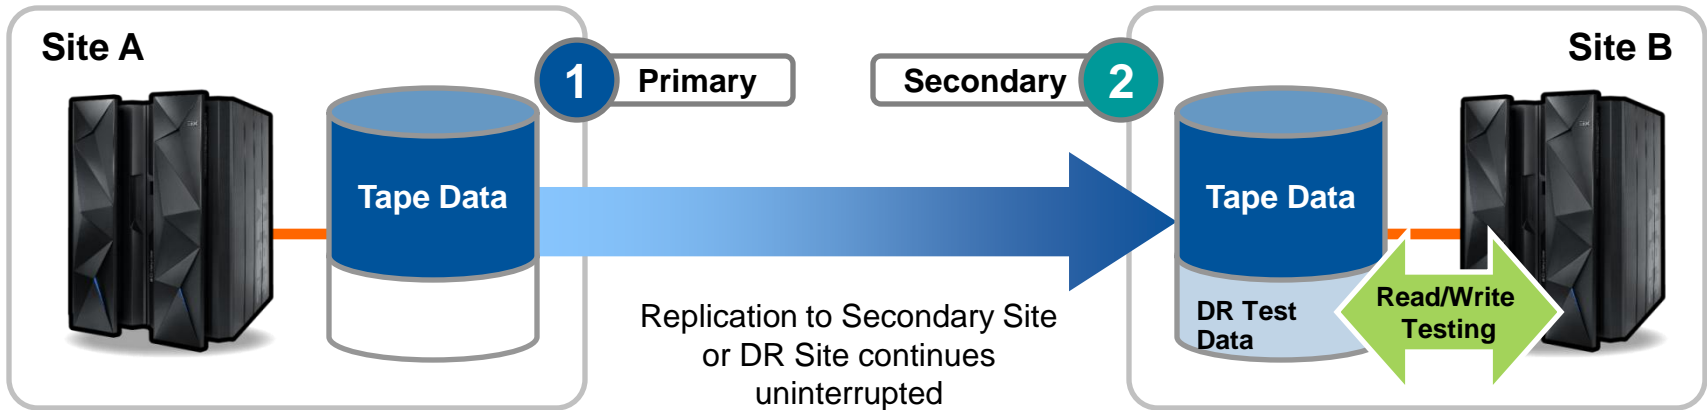 Site A
1 Primary
Secondary 2
Site B
Tape Data
Tape Data
DR Test
Data
Read/Write
Testing
Replication to Secondary Site
or DR Site continues
uninterrupted